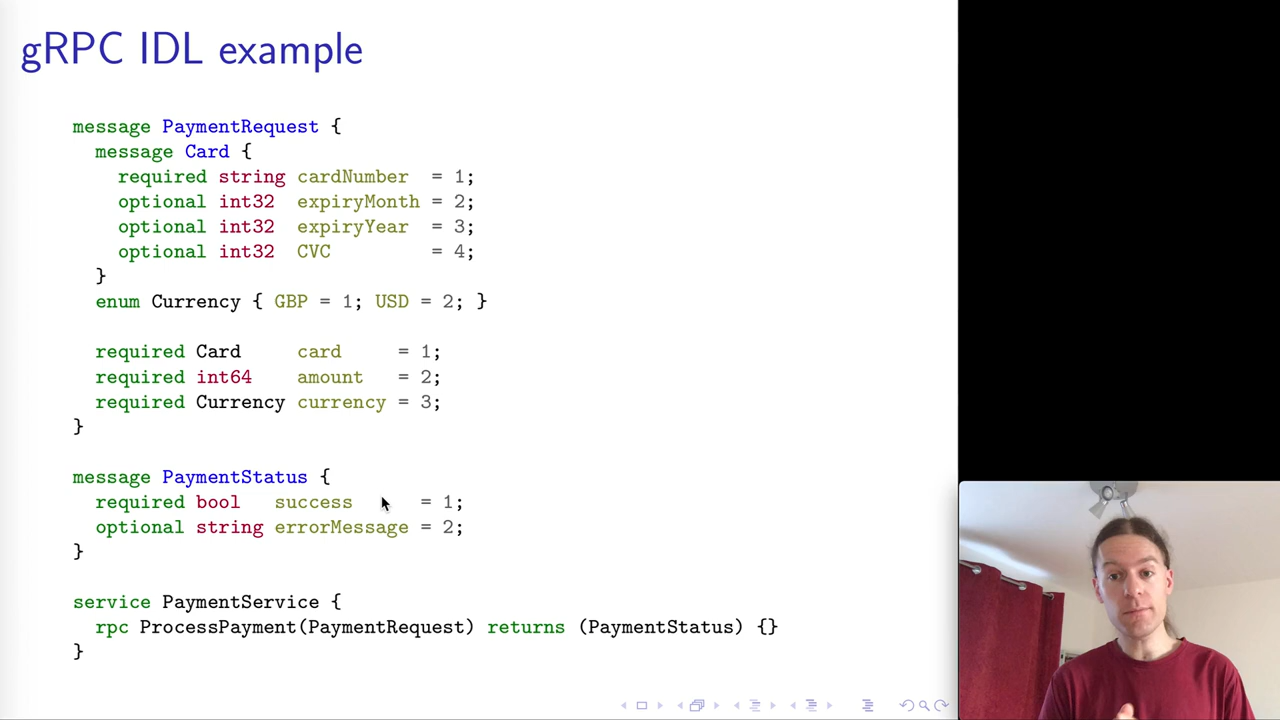 gRPC IDL example
message PaymentRequest {
message Card {
required string cardNumber = 1;
optional int32 expiryMonth = 2;
optional int32 expiryYear = 3;
optional int32 CVC = 4;
}
enum Currency { GBP = 1; USD = 2; }
required Card card = 1;
required int64 amount = 2;
required Currency currency = 3;
}
message PaymentStatus {
required bool success = 1;
optional string errorMessage = 2;
}
service PaymentService {
rpc ProcessPayment(PaymentRequest) returns (PaymentStatus) {}
}